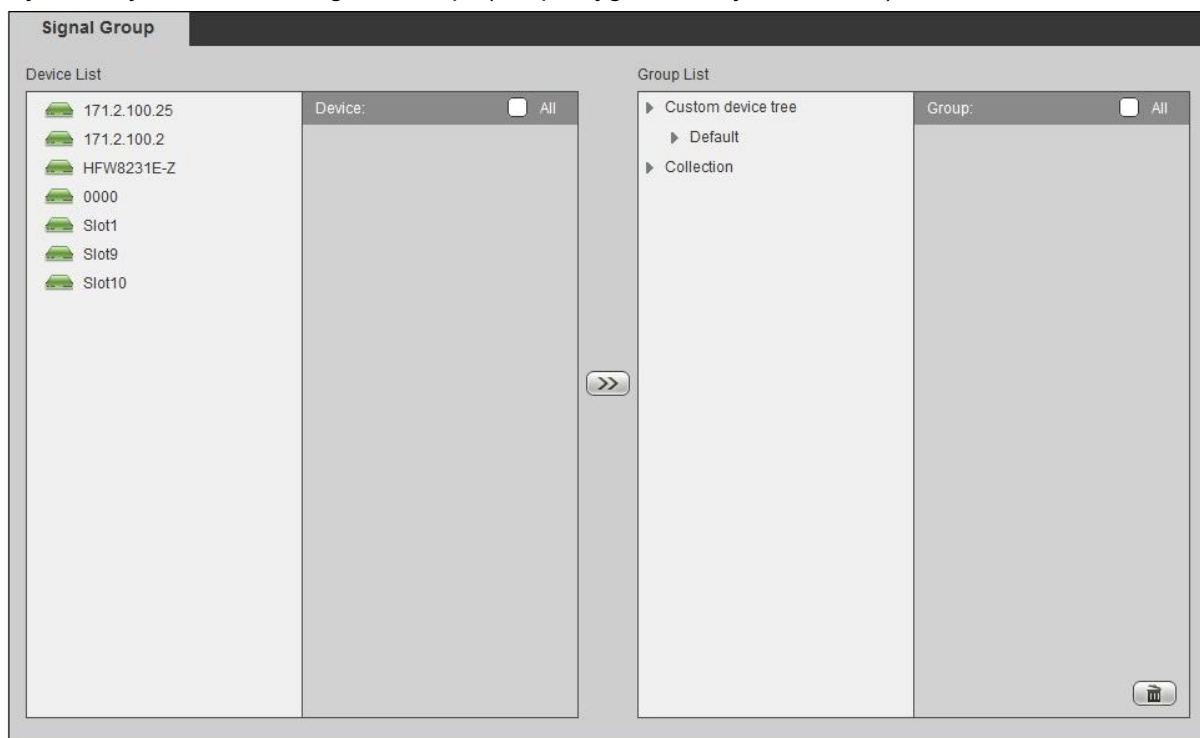 Signal Group
Device List
171.2.100.25
171.2.100.2
HFW8231E-Z
0000
Slot1
Slot9
Slot10
Device:
All
>>
Group List
Custom device tree
Default
Collection
Group:
All